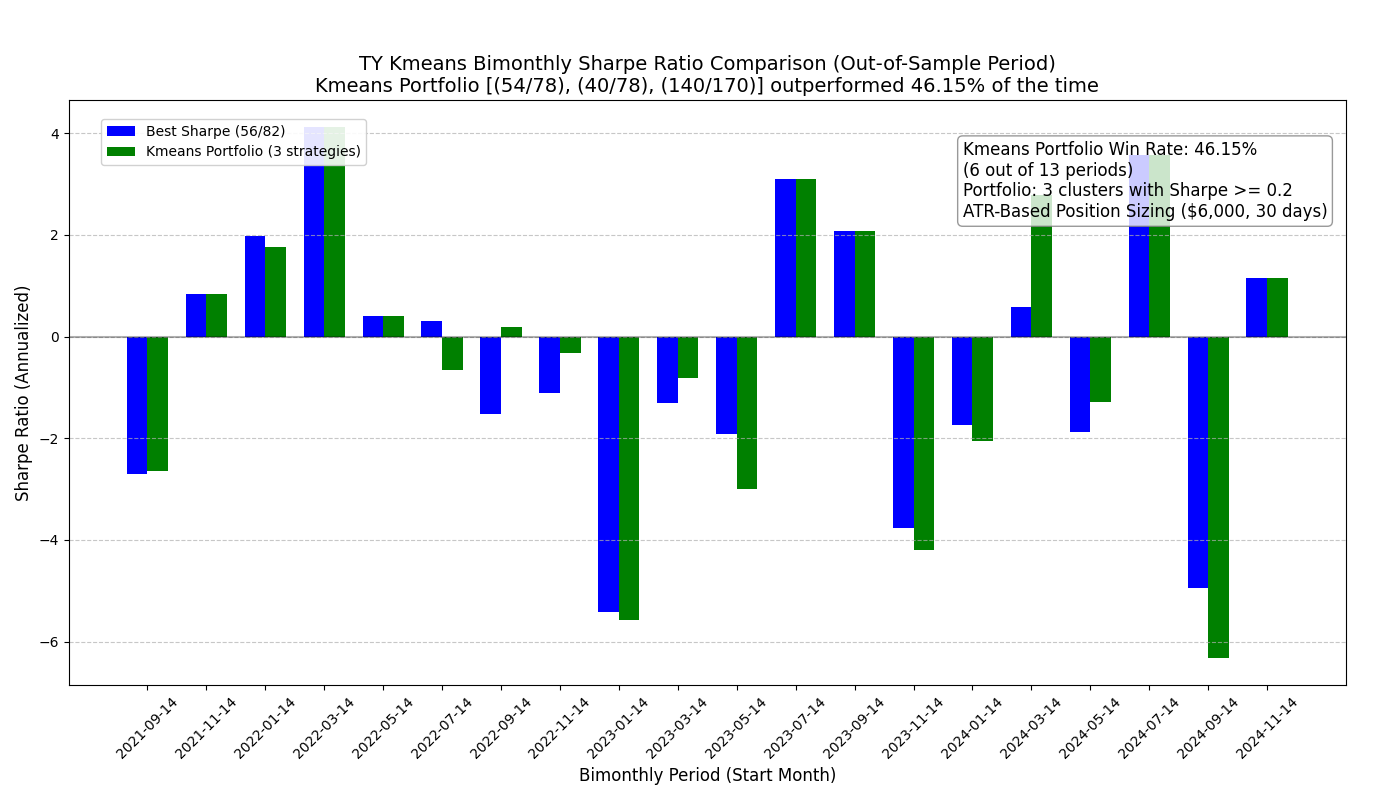 TY Kmeans Bimonthly Sharpe Ratio Comparison (Out-of-Sample Period)
Kmeans Portfolio [(54/78), (40/78), (140/170)] outperformed 46.15% of the time
Best Sharpe (56/82)
Kmeans Portfolio (3 strategies)
Kmeans Portfolio Win Rate: 46.15%
(6 out of 13 periods)
Portfolio: 3 clusters with Sharpe >= 0.2
ATR-Based Position Sizing ($6,000, 30 days)
Sharpe Ratio (Annualized)
4
2
0
−2
−4
−6
2021-09-14
2021-11-14
2022-01-14
2022-03-14
2022-05-14
2022-07-14
2022-09-14
2022-11-14
2023-01-14
2023-03-14
2023-05-14
2023-07-14
2023-09-14
2023-11-14
2024-01-14
2024-03-14
2024-05-14
2024-07-14
2024-09-14
2024-11-14
Bimonthly Period (Start Month)